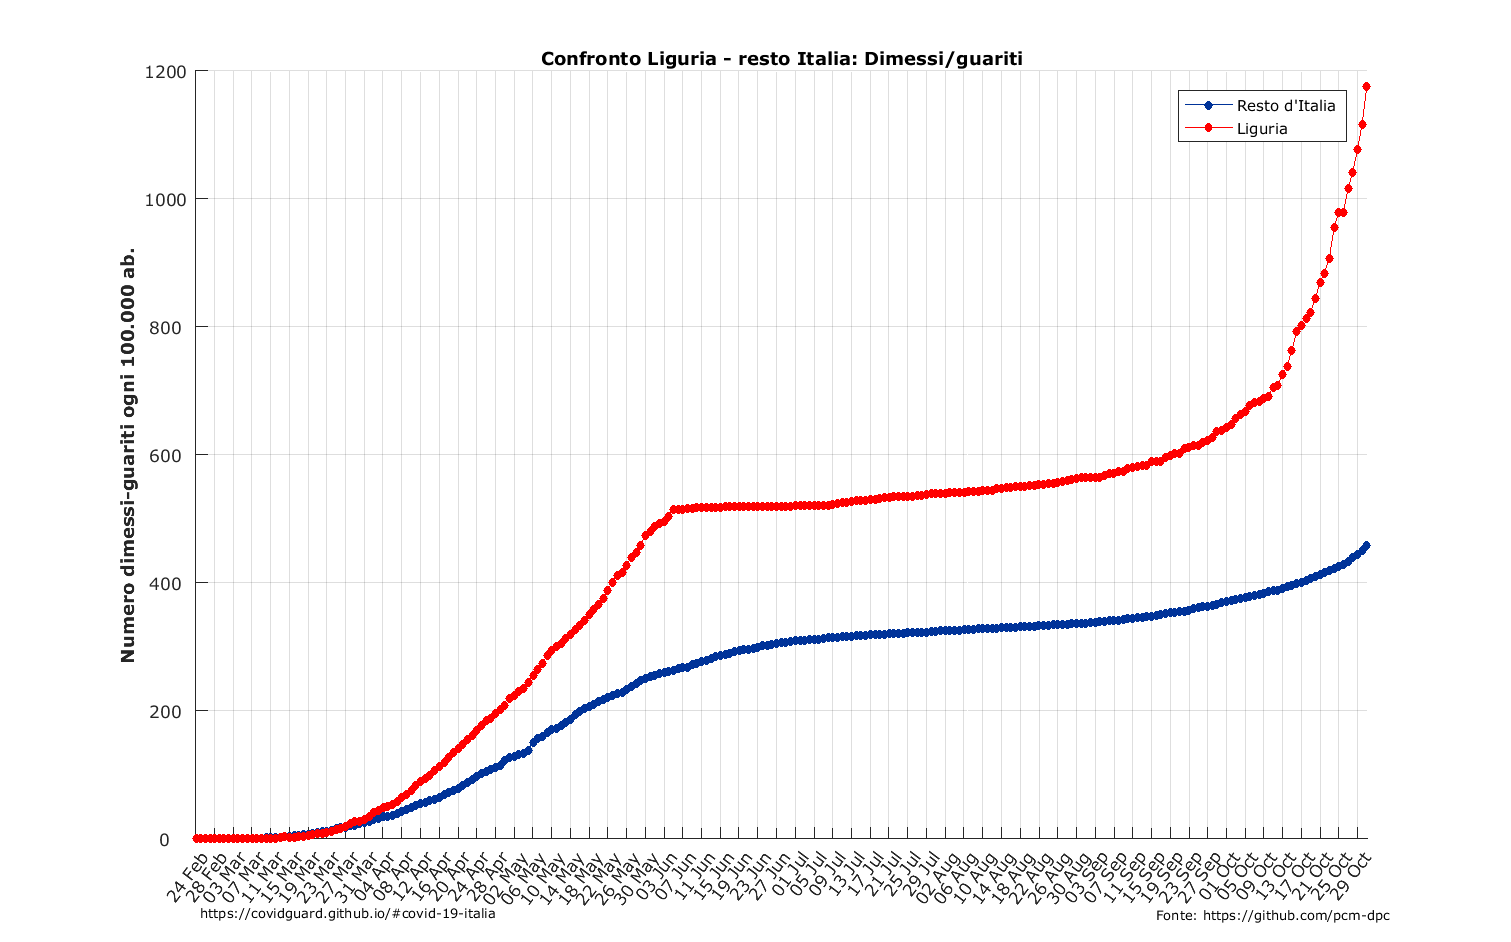 Confronto Liguria - resto Italia: Dimessi/guariti
Numero dimessi-guariti ogni 100.000 ab.
1200
1000
800
600
400
200
0
Resto d'Italia
Liguria
24 Feb
28 Feb
03 Mar
07 Mar
11 Mar
15 Mar
19 Mar
23 Mar
27 Mar
31 Mar
04 Apr
08 Apr
12 Apr
16 Apr
20 Apr
24 Apr
28 Apr
02 May
06 May
10 May
14 May
18 May
22 May
26 May
30 May
03 Jun
07 Jun
11 Jun
15 Jun
19 Jun
23 Jun
27 Jun
01 Jul
05 Jul
09 Jul
13 Jul
17 Jul
21 Jul
25 Jul
29 Jul
02 Aug
06 Aug
10 Aug
14 Aug
18 Aug
22 Aug
26 Aug
30 Aug
03 Sep
07 Sep
11 Sep
15 Sep
19 Sep
23 Sep
27 Sep
01 Oct
05 Oct
09 Oct
13 Oct
17 Oct
21 Oct
25 Oct
29 Oct
https://covidguard.github.io/#covid-19-italia
Fonte: https://github.com/pcm-dpc